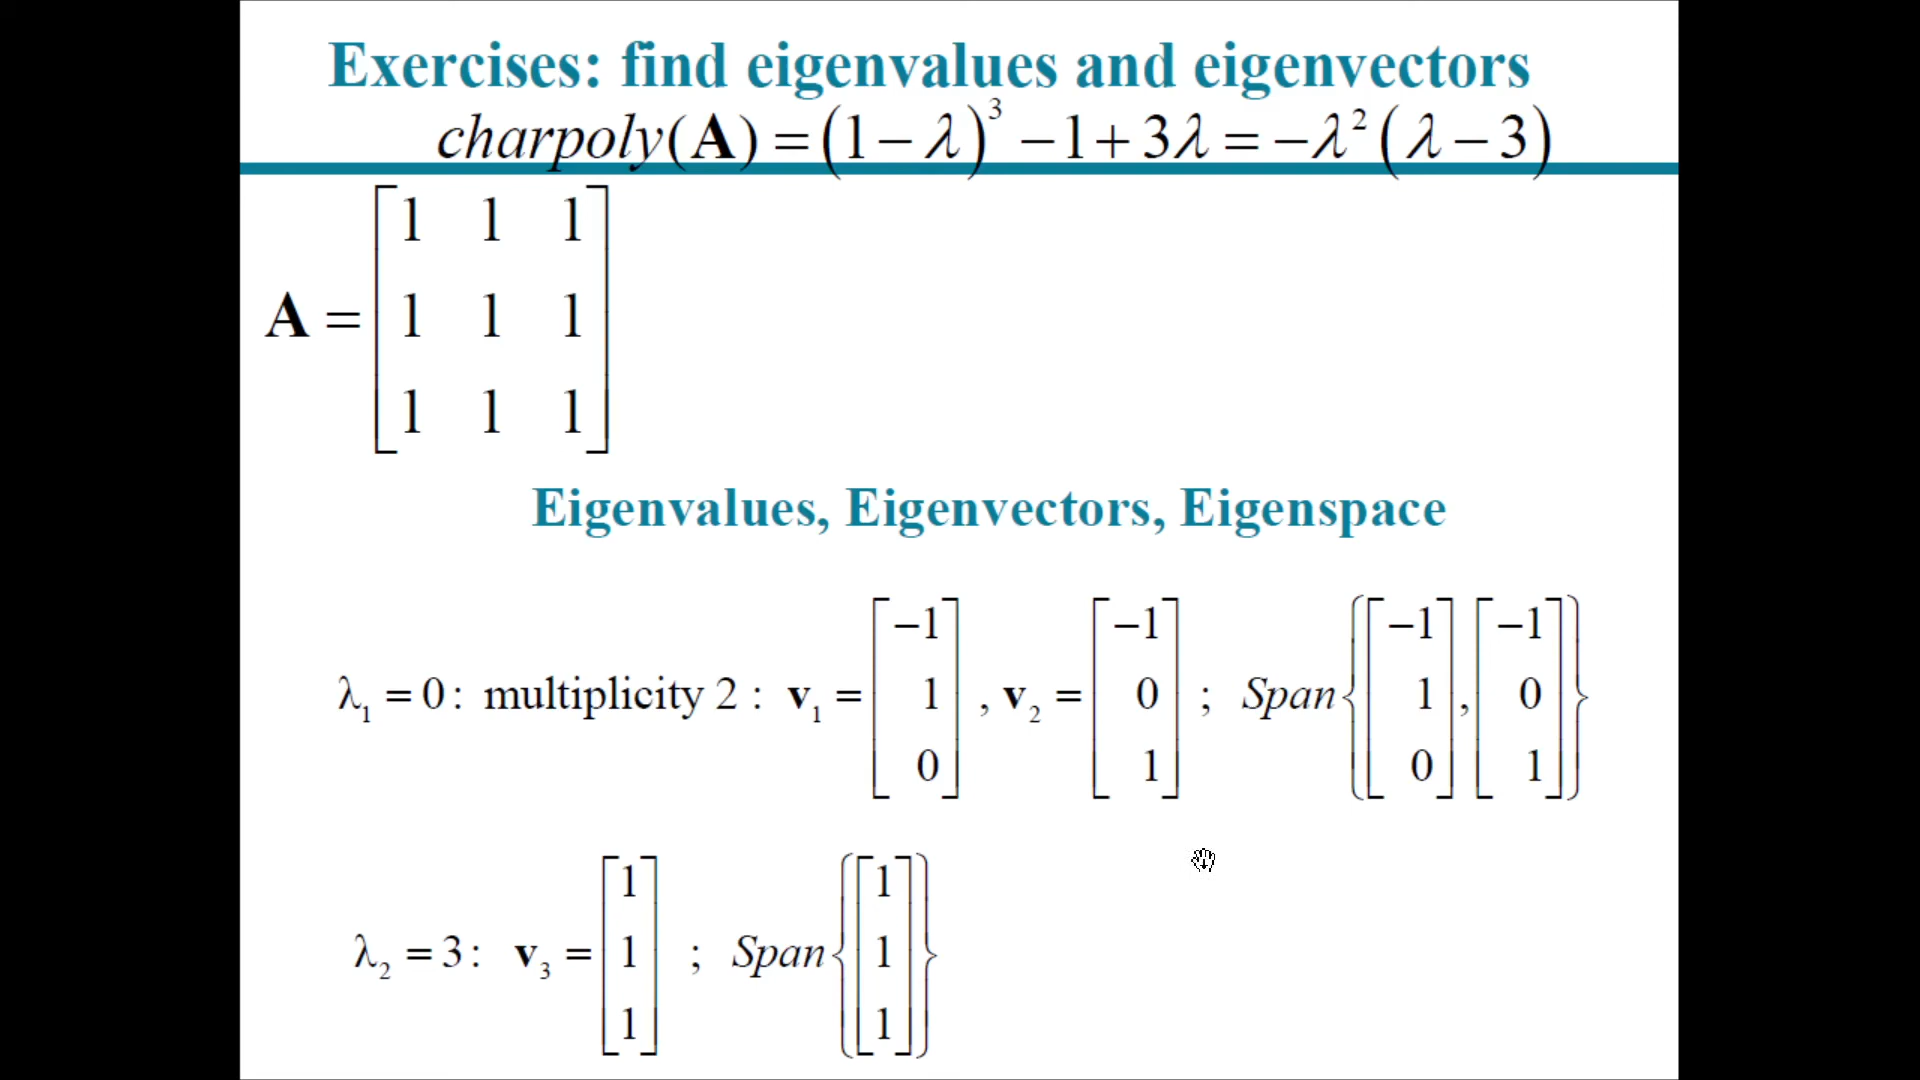 Exercises: find eigenvalues and eigenvectors
charpoly(A) = (1 − λ)³ − 1 + 3λ = −λ²(λ − 3)
A = [1 1 1
1 1 1
1 1 1]
Eigenvalues, Eigenvectors, Eigenspace
λ₁ = 0 : multiplicity 2 : v₁ = [−1 1 0] , v₂ = [−1 0 1] ; Span{[−1 1 0], [−1 0 1]}
λ₂ = 3 : v₃ = [1 1 1] ; Span{[1 1 1]}